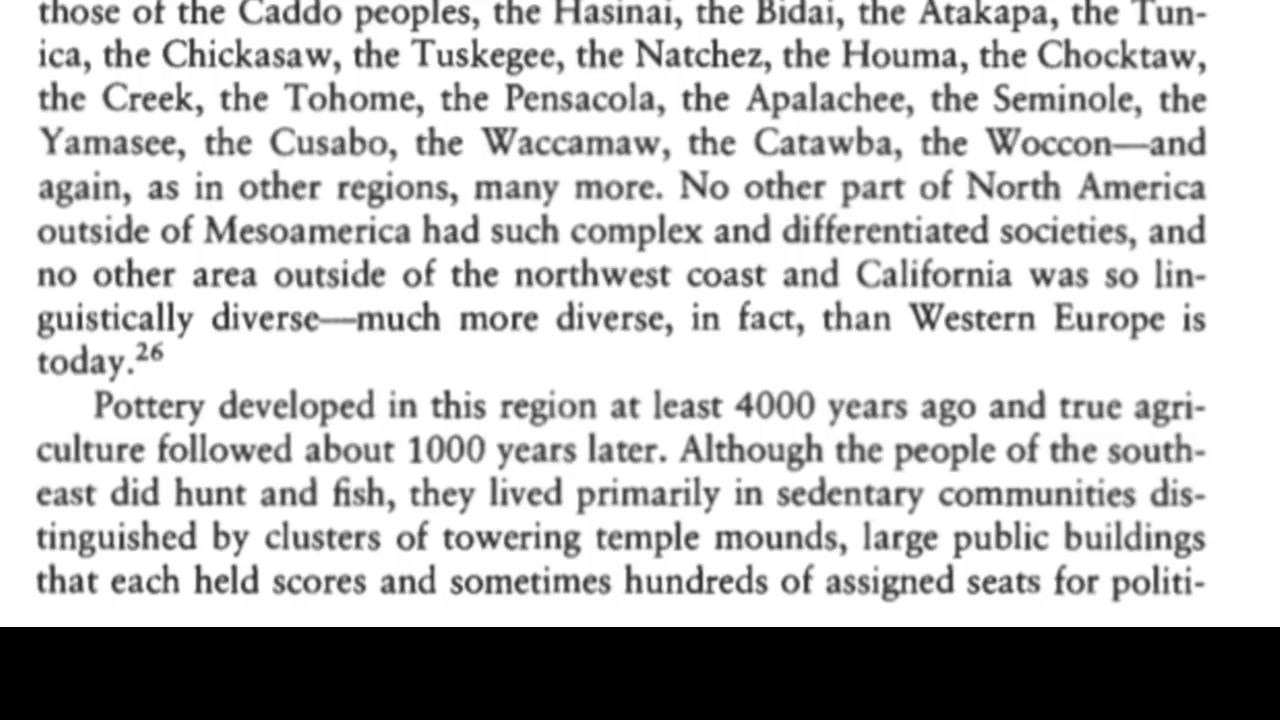 those of the Caddo peoples, the Hasinai, the Bidai, the Atakapa, the Tun-
ica, the Chickasaw, the Tuskegee, the Natchez, the Houma, the Chocktaw,
the Creek, the Tohome, the Pensacola, the Apalachee, the Seminole, the
Yamasee, the Cusabo, the Waccamaw, the Catawba, the Woccon—and
again, as in other regions, many more. No other part of North America
outside of Mesoamerica had such complex and differentiated societies, and
no other area outside of the northwest coast and California was so lin-
guistically diverse—much more diverse, in fact, than Western Europe is
today.26
Pottery developed in this region at least 4000 years ago and true agri-
culture followed about 1000 years later. Although the people of the south-
east did hunt and fish, they lived primarily in sedentary communities dis-
tinguished by clusters of towering temple mounds, large public buildings
that each held scores and sometimes hundreds of assigned seats for politi-